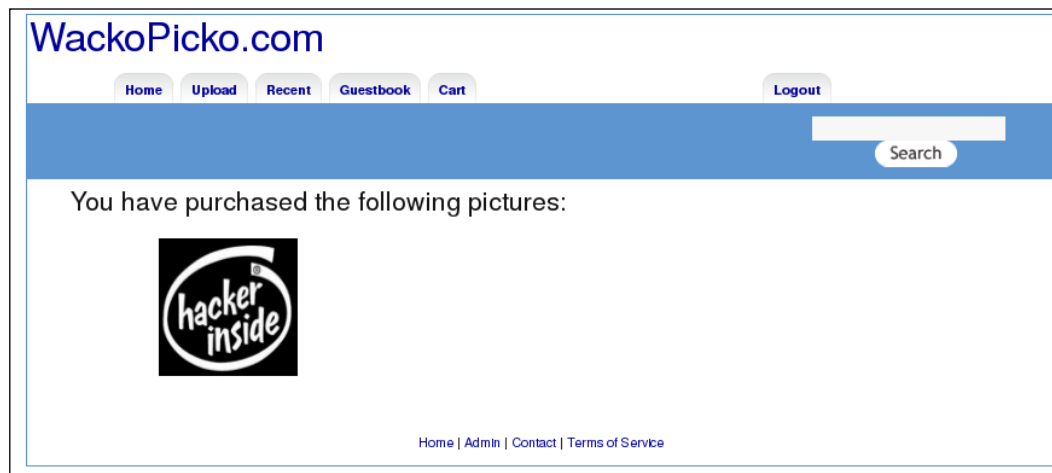 WackoPicko.com
Home Upload Recent Guestbook Cart Logout
Search
You have purchased the following pictures:
hacker
inside
®
Home | Admin | Contact | Terms of Service